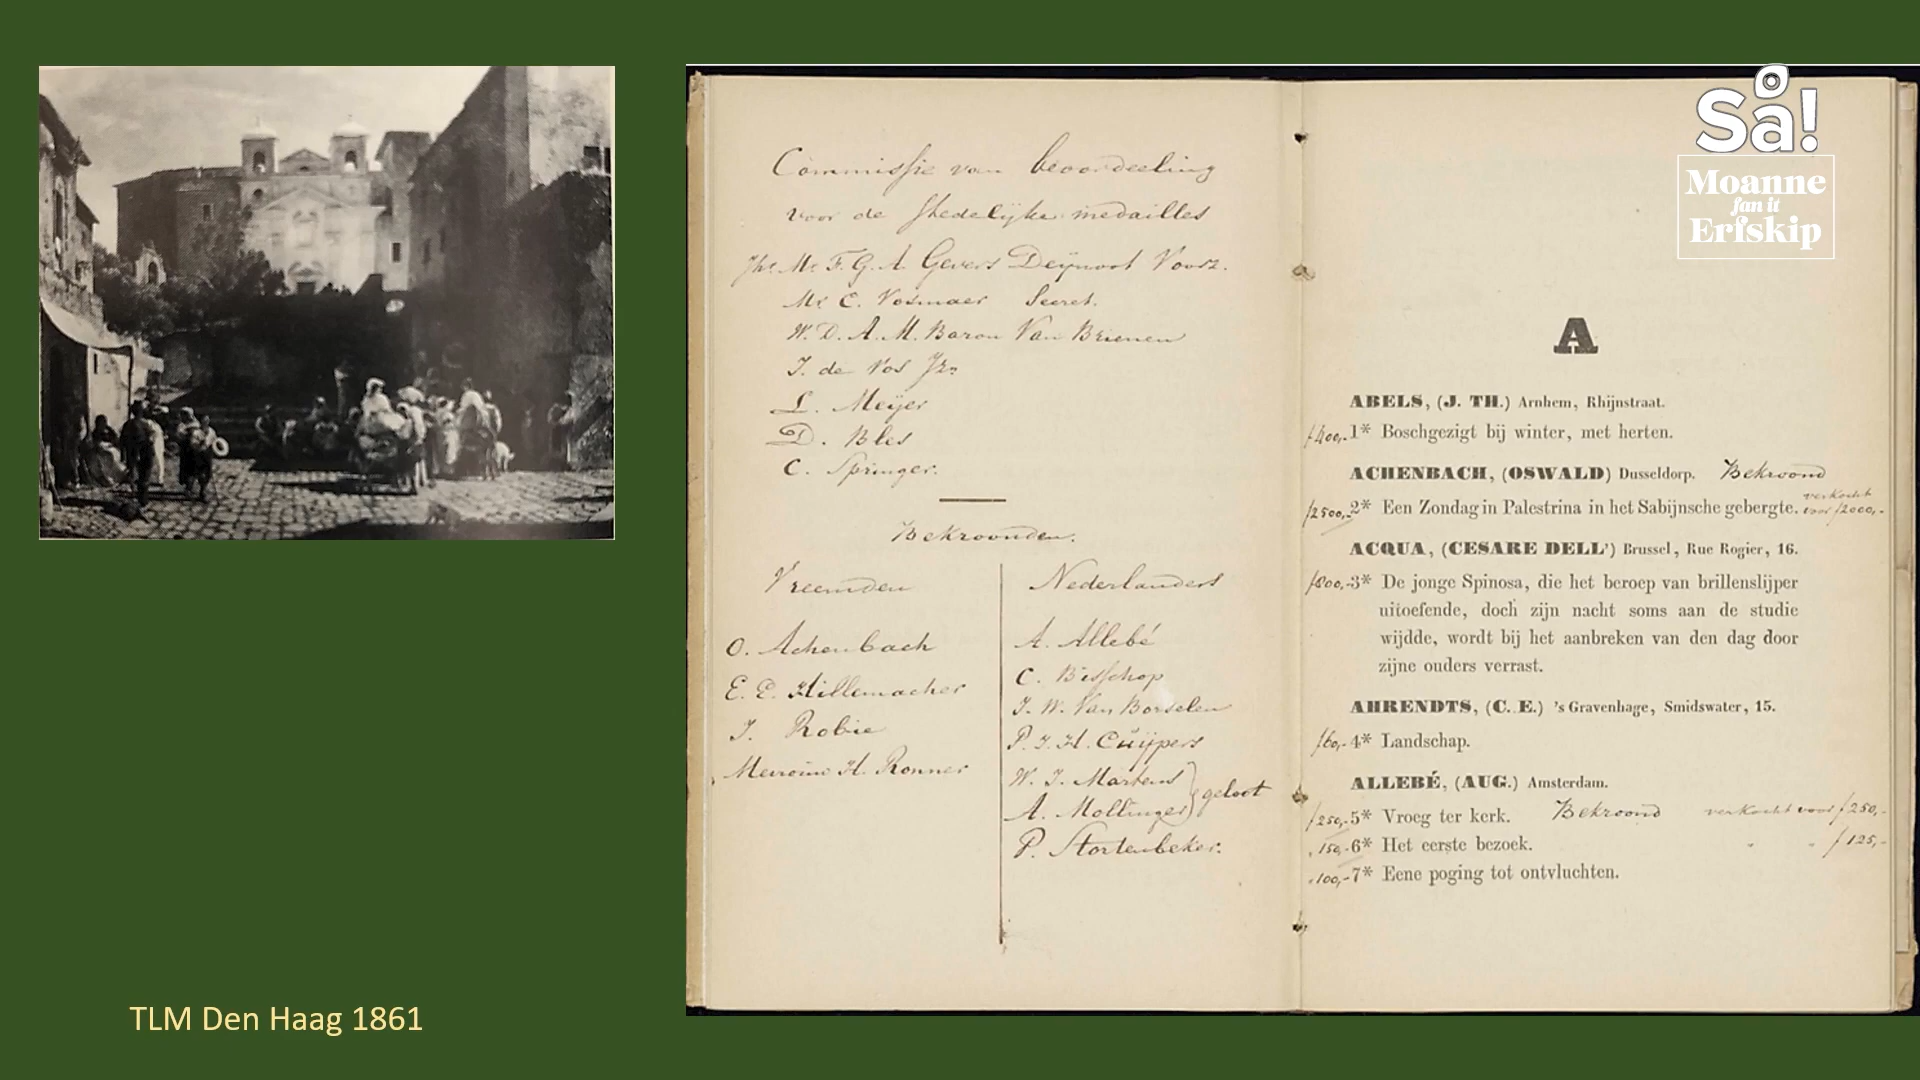 Commissie van beoordeeling
voor de stedelijke medailles
Jhr. Mr. F. G. A. Gevers Deijnoot Voorz.
Mr. C. Vosmaer Secret.
W. D. A. M. Baron Van Brienen
J. de Vos Jzn
L. Meijer
D. Bles
C. Springer.
Bekroonden.
Vreemden
O. Achenbach
E. E. Hillemacher
J. Robie
Mevrouw H. Ronner
Nederlanders
A. Allebé
C. Bisschop
J. W. Van Borselen
P. J. H. Cuijpers
W. J. Martens
A. Mollinger } geloot
P. Stortenbeker.
Så!
Moanne
fan it
Erfskip
A
ABELS, (J. TH.) Arnhem, Rhijnstraat.
f400,- 1* Boschgezigt bij winter, met herten.
ACHENBACH, (OSWALD) Dusseldorp. Bekroond
f2500,- 2* Een Zondag in Palestrina in het Sabijnsche gebergte. verkocht voor f2000,-
ACQUA, (CESARE DELL') Brussel, Rue Rogier, 16.
f800,- 3* De jonge Spinosa, die het beroep van brillenslijper
uitoefende, doch zijn nacht soms aan de studie
wijdde, wordt bij het aanbreken van den dag door
zijne ouders verrast.
AHRENDTS, (C. E.) 's Gravenhage, Smidswater, 15.
f60,- 4* Landschap.
ALLEBÉ, (AUG.) Amsterdam.
f250,- 5* Vroeg ter kerk. Bekroond verkocht voor f250,-
" 150,- 6* Het eerste bezoek. " " f125,-
" 100,- 7* Eene poging tot ontvluchten.
TLM Den Haag 1861